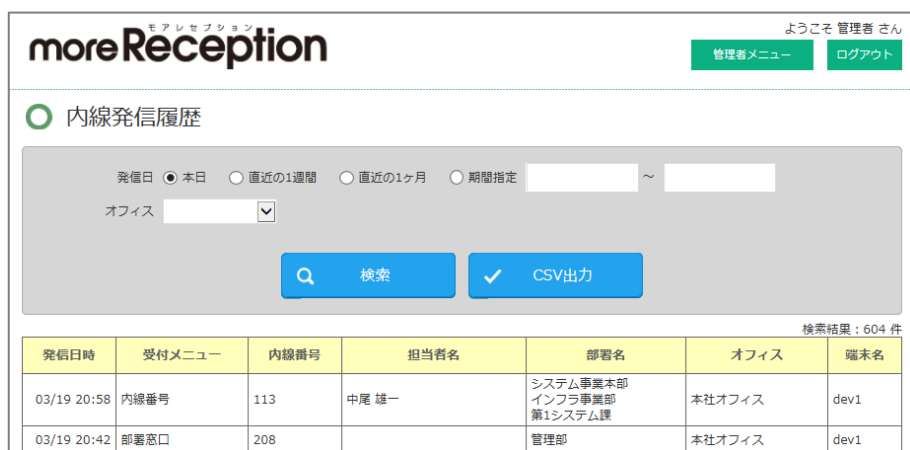 ようこそ 管理者 さん
モアレセプション
moreReception
管理者メニュー ログアウト
内線発信履歴
発信日 本日 直近の1週間 直近の1ヶ月 期間指定 ～
オフィス
検索 CSV出力
検索結果：604 件
発信日時 受付メニュー 内線番号 担当者名 部署名 オフィス 端末名
システム事業本部
03/19 20:58 内線番号 113 中尾 雄一 インフラ事業部 本社オフィス dev1
第1システム課
03/19 20:42 部署窓口 208 管理部 本社オフィス dev1